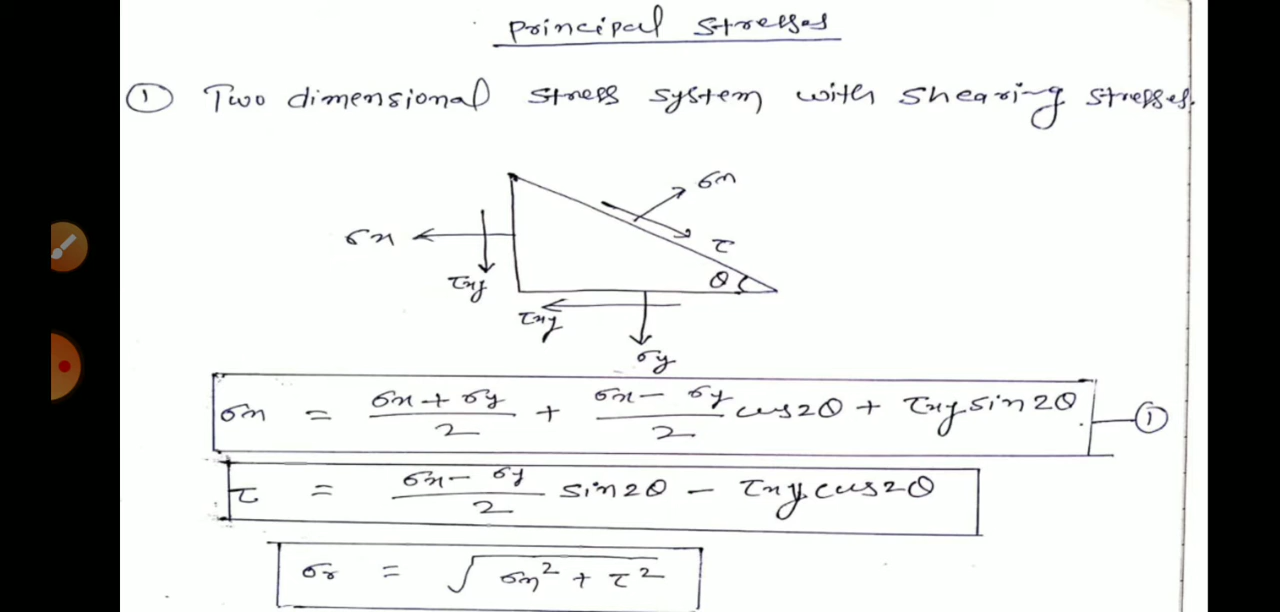 Principal Stresses
① Two dimensional stress system with shearing stresses.
σn
σx
τ
τxy
θ
τxy
σy
σn = σx + σy / 2 + σx - σy / 2 cos2θ + τxy sin2θ. — ①
τ = σx - σy / 2 sin2θ - τxy cos2θ
σr = √ σn² + τ²